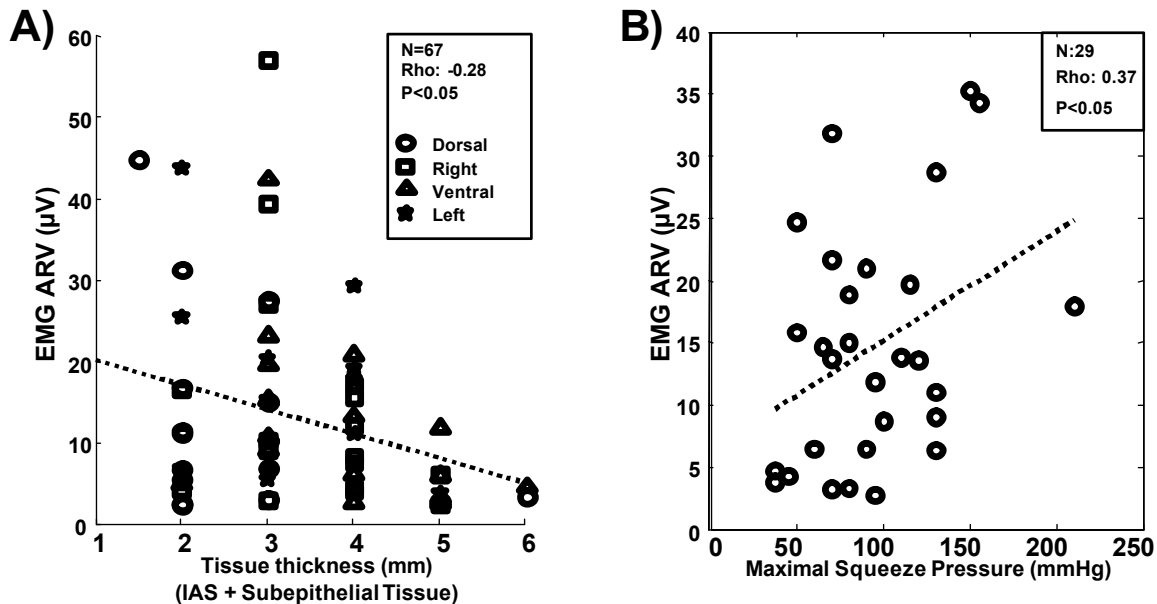 A)
60
50
40
30
20
10
0
EMG ARV (µV)
N=67
Rho: -0.28
P<0.05
Dorsal
Right
Ventral
Left
1 2 3 4 5 6
Tissue thickness (mm)
(IAS + Subepithelial Tissue)
B)
40
35
30
25
20
15
10
5
0
EMG ARV (µV)
N:29
Rho: 0.37
P<0.05
0 50 100 150 200 250
Maximal Squeeze Pressure (mmHg)